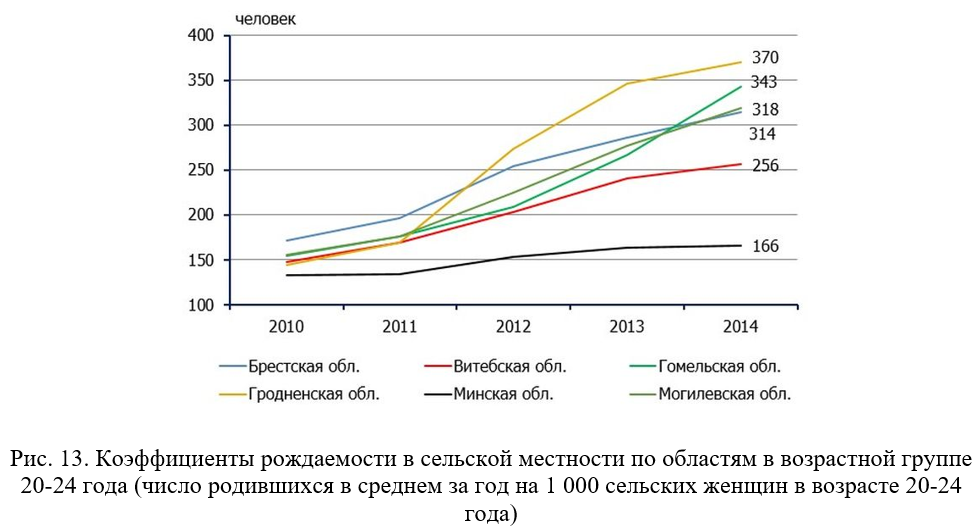 человек
400
350
300
250
200
150
100
370
343
318
314
256
166
2010 2011 2012 2013 2014
Брестская обл. Витебская обл. Гомельская обл.
Гродненская обл. Минская обл. Могилевская обл.
Рис. 13. Коэффициенты рождаемости в сельской местности по областям в возрастной группе
20-24 года (число родившихся в среднем за год на 1 000 сельских женщин в возрасте 20-24
года)